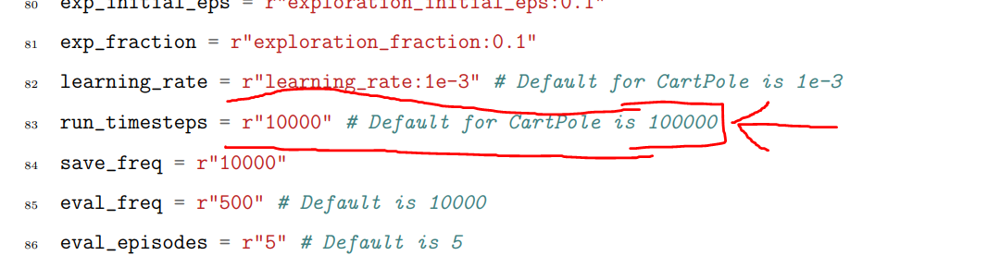 80 exp_initial_eps = r"exploration_initial_eps:0.1"
81 exp_fraction = r"exploration_fraction:0.1"
82 learning_rate = r"learning_rate:1e-3" # Default for CartPole is 1e-3
83 run_timesteps = r"10000" # Default for CartPole is 100000
84 save_freq = r"10000"
85 eval_freq = r"500" # Default is 10000
86 eval_episodes = r"5" # Default is 5